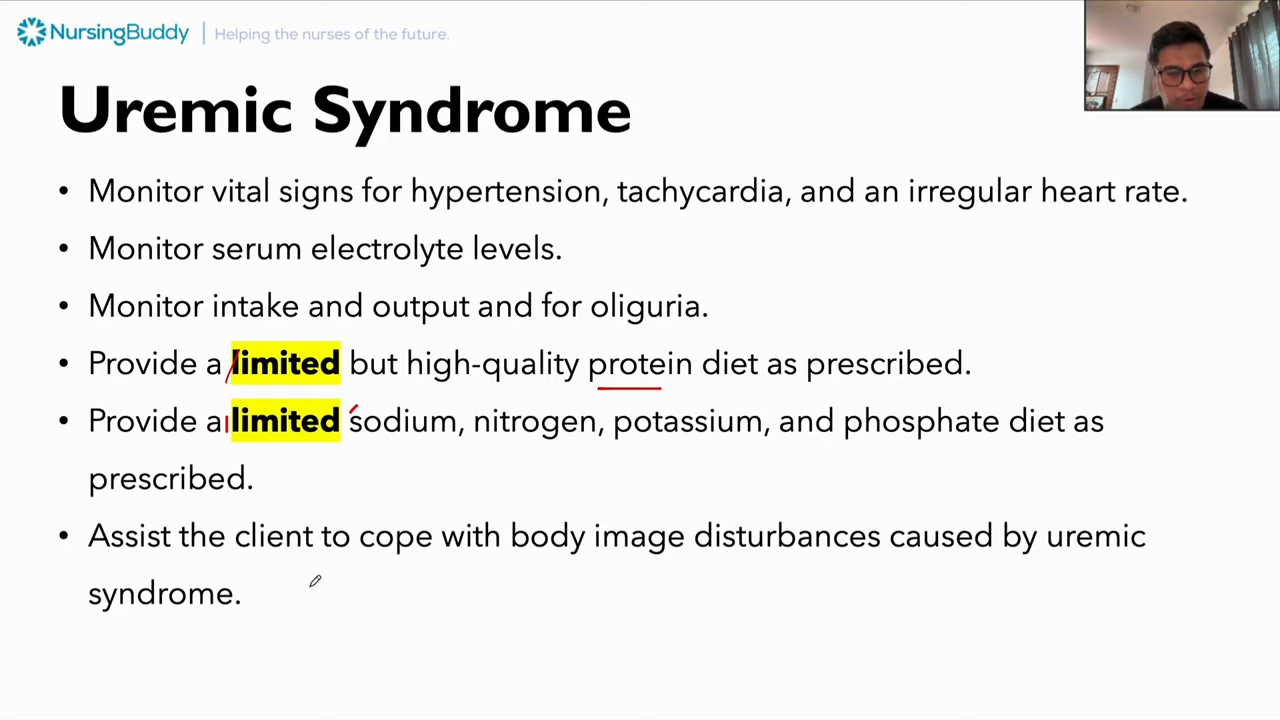 NursingBuddy | Helping the nurses of the future.
Uremic Syndrome
• Monitor vital signs for hypertension, tachycardia, and an irregular heart rate.
• Monitor serum electrolyte levels.
• Monitor intake and output and for oliguria.
• Provide a limited but high-quality protein diet as prescribed.
• Provide a limited sodium, nitrogen, potassium, and phosphate diet as
prescribed.
• Assist the client to cope with body image disturbances caused by uremic
syndrome.